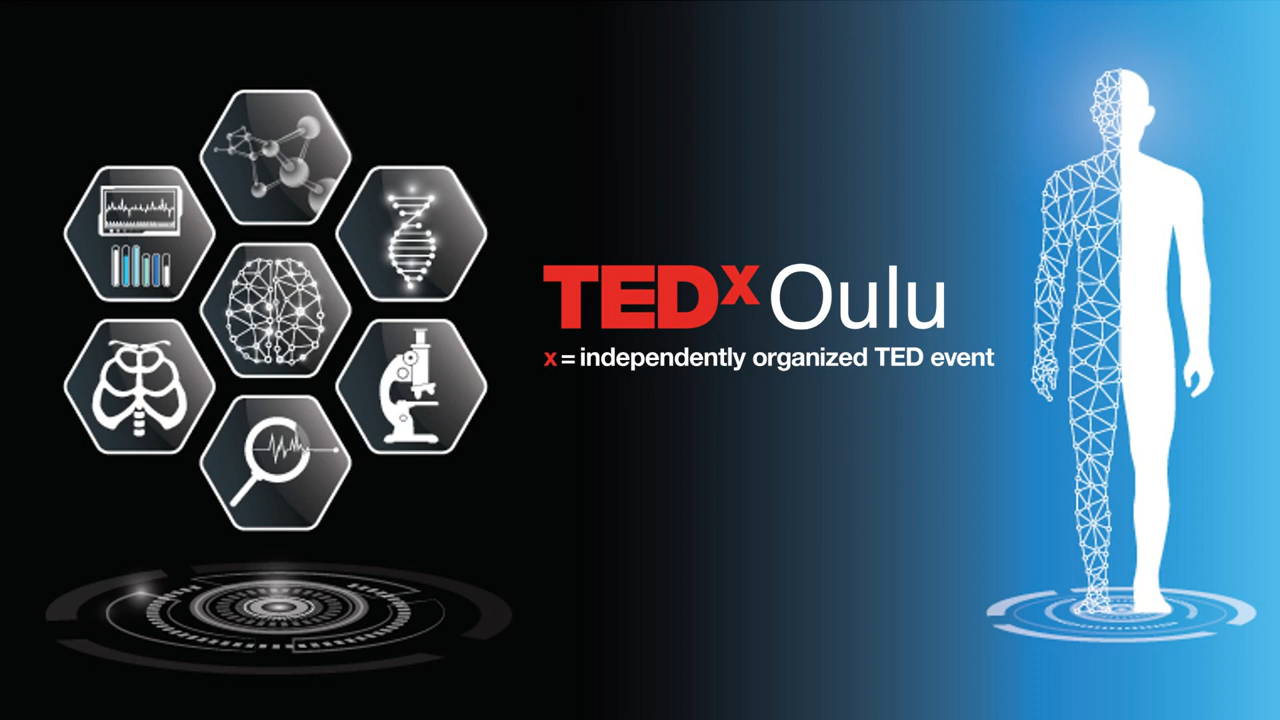 TEDx Oulu
x = independently organized TED event